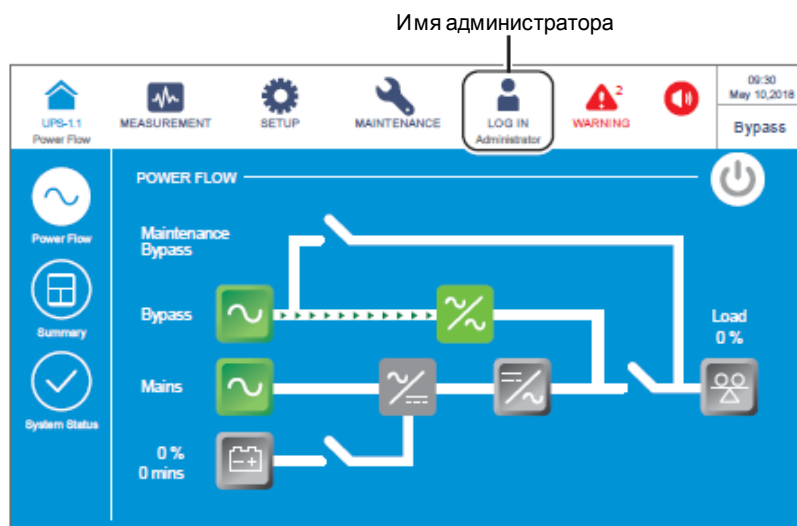 Имя администратора
09:30
May 10,2018
UPS-1.1
Power Flow
MEASUREMENT
SETUP
MAINTENANCE
LOG IN
Administrator
2
WARNING
Bypass
POWER FLOW
Power Flow
Maintenance
Bypass
Bypass
Summary
Load
0 %
Mains
System Status
0 %
0 mins